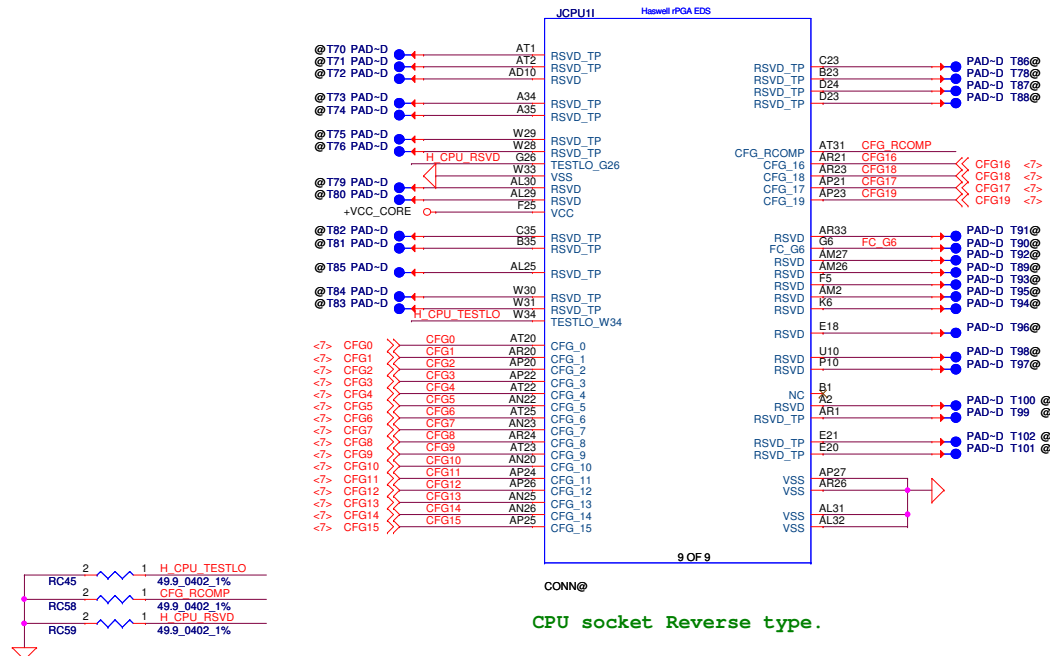 JCPU1I
Haswell rPGA EDS
@T70 PAD~D AT1 RSVD_TP
@T71 PAD~D AT2 RSVD_TP
@T72 PAD~D AD10 RSVD
@T73 PAD~D A34 RSVD_TP
@T74 PAD~D A35 RSVD_TP
@T75 PAD~D W29 RSVD_TP
@T76 PAD~D W28 RSVD_TP
H_CPU_RSVD G26 TESTLO_G26
W33 VSS
@T79 PAD~D AL30 RSVD
@T80 PAD~D AL29 RSVD
+VCC_CORE F25 VCC
@T82 PAD~D C35 RSVD_TP
@T81 PAD~D B35 RSVD_TP
@T85 PAD~D AL25 RSVD_TP
@T84 PAD~D W30 RSVD_TP
@T83 PAD~D W31 RSVD_TP
H_CPU_TESTLO W34 TESTLO_W34
<7> CFG0 CFG0 AT20 CFG_0
<7> CFG1 CFG1 AR20 CFG_1
<7> CFG2 CFG2 AP20 CFG_2
<7> CFG3 CFG3 AP22 CFG_3
<7> CFG4 CFG4 AT22 CFG_4
<7> CFG5 CFG5 AN22 CFG_5
<7> CFG6 CFG6 AT25 CFG_6
<7> CFG7 CFG7 AN23 CFG_7
<7> CFG8 CFG8 AR24 CFG_8
<7> CFG9 CFG9 AT23 CFG_9
<7> CFG10 CFG10 AN20 CFG_10
<7> CFG11 CFG11 AP24 CFG_11
<7> CFG12 CFG12 AP26 CFG_12
<7> CFG13 CFG13 AN25 CFG_13
<7> CFG14 CFG14 AN26 CFG_14
<7> CFG15 CFG15 AP25 CFG_15
RSVD_TP C23 PAD~D T86@
RSVD_TP B23 PAD~D T78@
RSVD_TP D24 PAD~D T87@
RSVD_TP D23 PAD~D T88@
CFG_RCOMP AT31 CFG_RCOMP
CFG_16 AR21 CFG16 CFG16 <7>
CFG_18 AR23 CFG18 CFG18 <7>
CFG_17 AP21 CFG17 CFG17 <7>
CFG_19 AP23 CFG19 CFG19 <7>
RSVD AR33 PAD~D T91@
FC_G6 G6 FC_G6 PAD~D T90@
RSVD AM27 PAD~D T92@
RSVD AM26 PAD~D T89@
RSVD F5 PAD~D T93@
RSVD AM2 PAD~D T95@
RSVD K6 PAD~D T94@
RSVD E18 PAD~D T96@
RSVD U10 PAD~D T98@
RSVD P10 PAD~D T97@
NC B1
RSVD A2 PAD~D T100 @
RSVD_TP AR1 PAD~D T99 @
RSVD_TP E21 PAD~D T102 @
RSVD_TP E20 PAD~D T101 @
VSS AP27
VSS AR26
VSS AL31
VSS AL32
9 OF 9
CONN@
CPU socket Reverse type.
2 1 H_CPU_TESTLO
RC45 49.9_0402_1%
2 1 CFG_RCOMP
RC58 49.9_0402_1%
2 1 H_CPU_RSVD
RC59 49.9_0402_1%